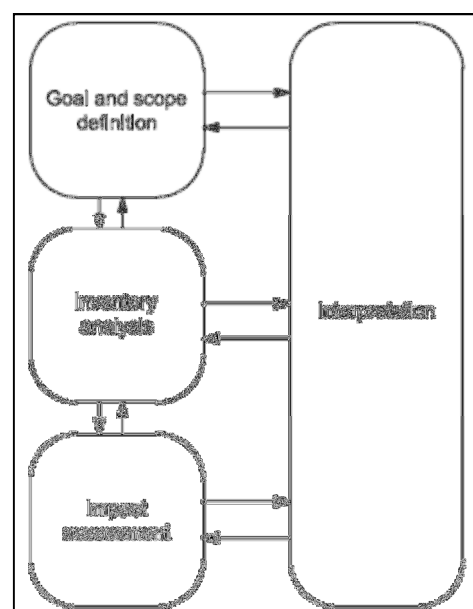 Goal and scope
definition
Inventory
analysis
Interpretation
Impact
assessment